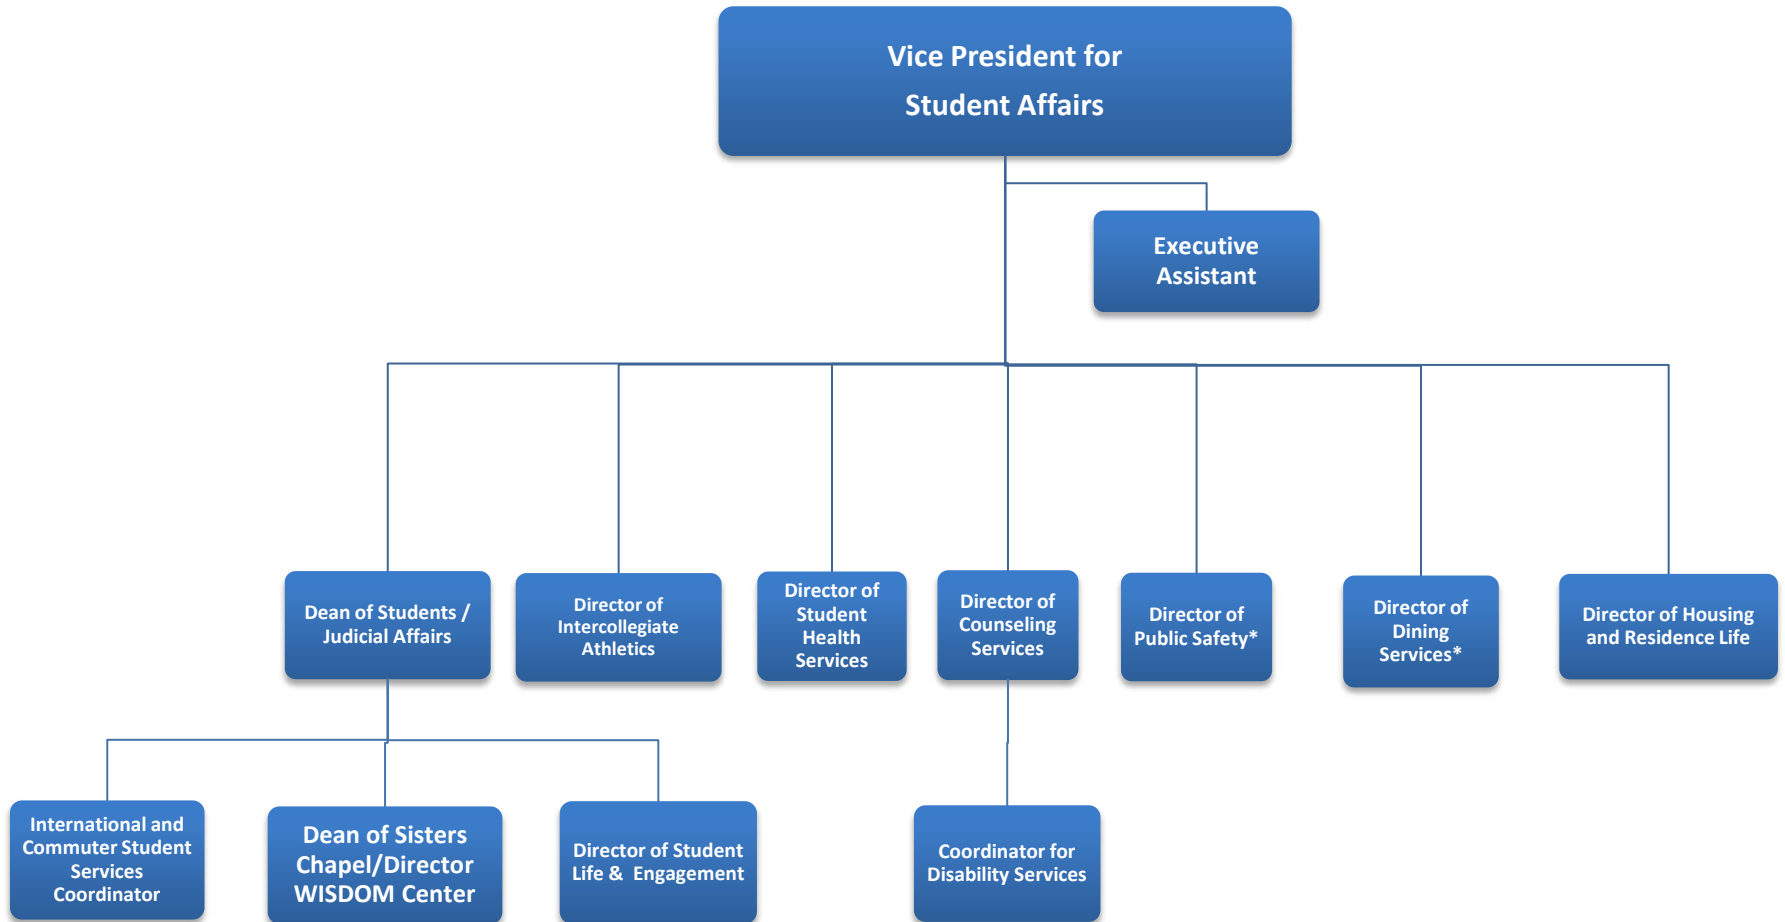 Vice President for
Student Affairs
Executive
Assistant
Dean of Students /
Judicial Affairs
Director of
Intercollegiate
Athletics
Director of
Student
Health
Services
Director of
Counseling
Services
Director of
Public Safety*
Director of
Dining
Services*
Director of Housing
and Residence Life
International and
Commuter Student
Services
Coordinator
Dean of Sisters
Chapel/Director
WISDOM Center
Director of Student
Life &  Engagement
Coordinator for
Disability Services